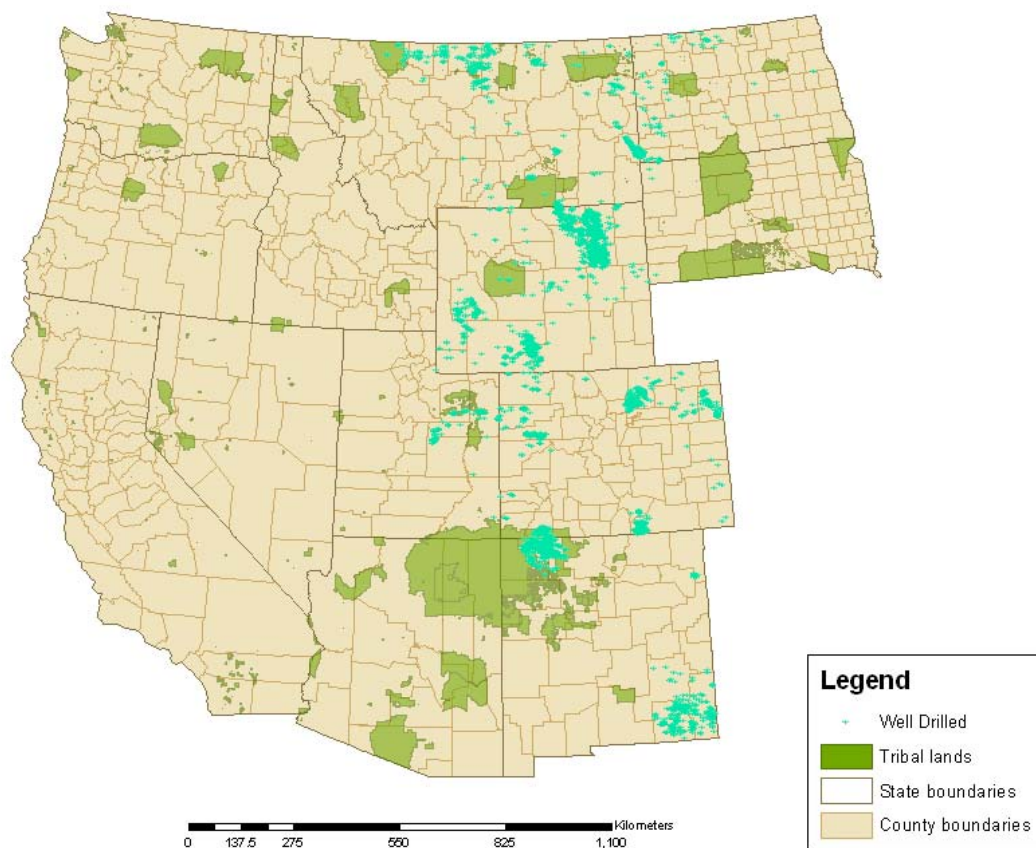 Legend
Well Drilled
Tribal lands
State boundaries
County boundaries
Kilometers
0 137.5 275 550 825 1,100